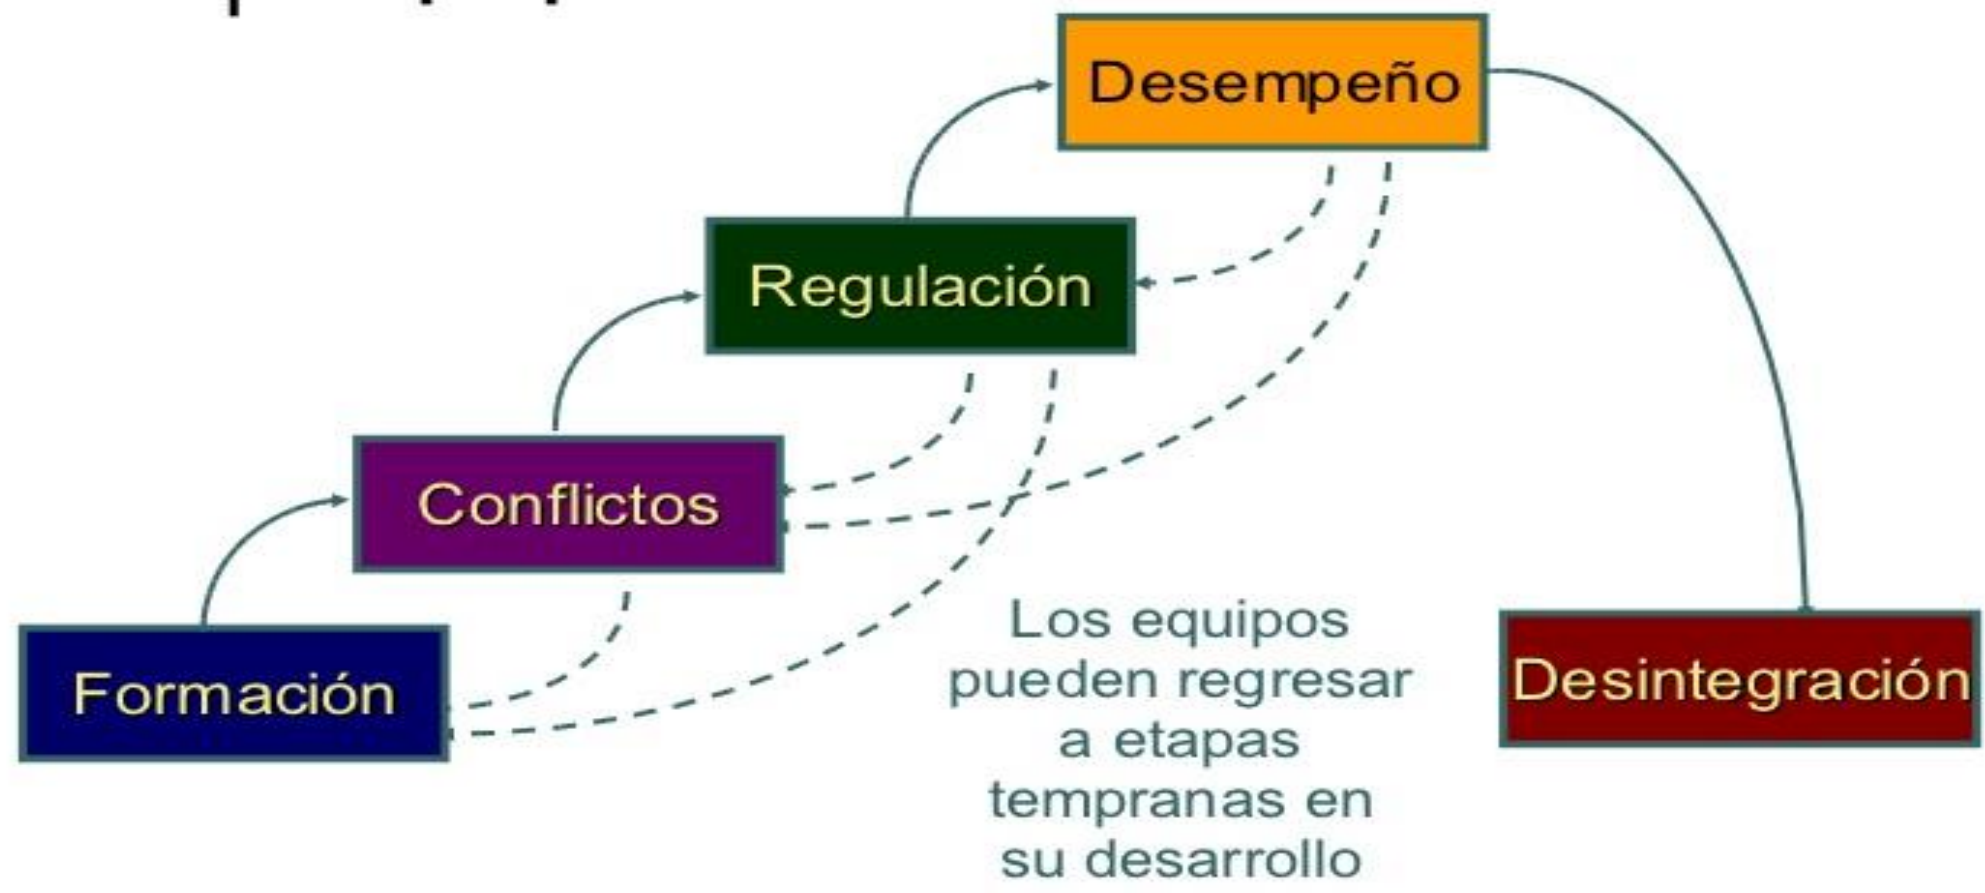 Desempeño
Regulación
Conflictos
Formación
Los equipos
pueden regresar
a etapas
tempranas en
su desarrollo
Desintegración